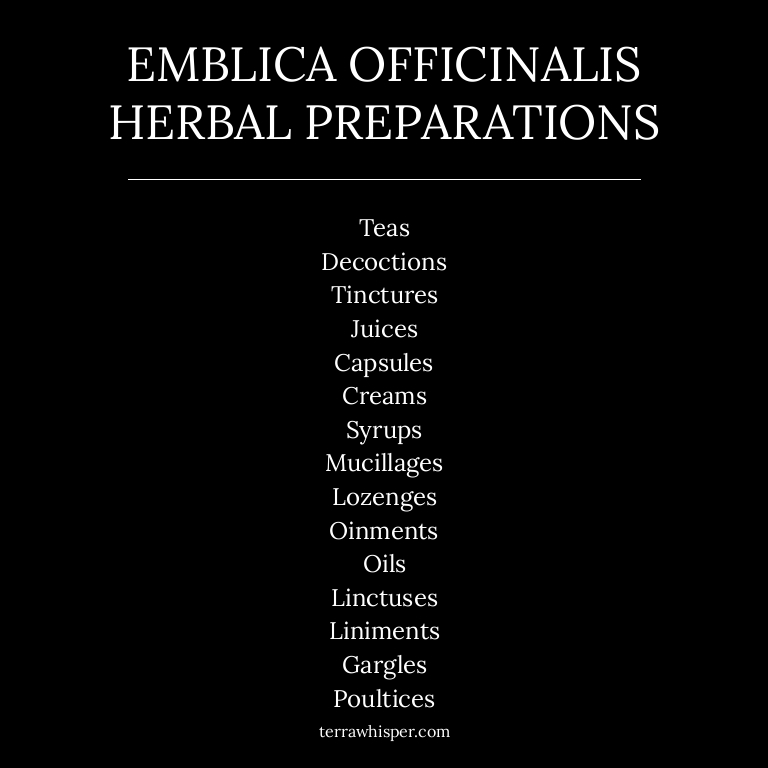 EMBLICA OFFICINALIS
HERBAL PREPARATIONS
Teas
Decoctions
Tinctures
Juices
Capsules
Creams
Syrups
Mucillages
Lozenges
Oinments
Oils
Linctuses
Liniments
Gargles
Poultices
terrawhisper.com